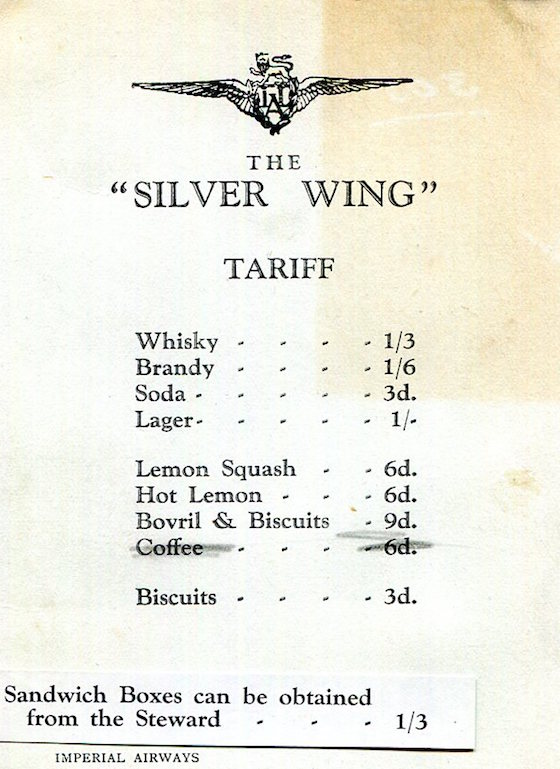 IAL
THE
“SILVER WING”
TARIFF
Whisky - - - - 1/3
Brandy - - - - 1/6
Soda - - - - - 3d.
Lager - - - - - 1/-
Lemon Squash - - 6d.
Hot Lemon - - - 6d.
Bovril & Biscuits - 9d.
Coffee - - - - 6d.
Biscuits - - - - 3d.
Sandwich Boxes can be obtained
from the Steward - - - 1/3
IMPERIAL AIRWAYS